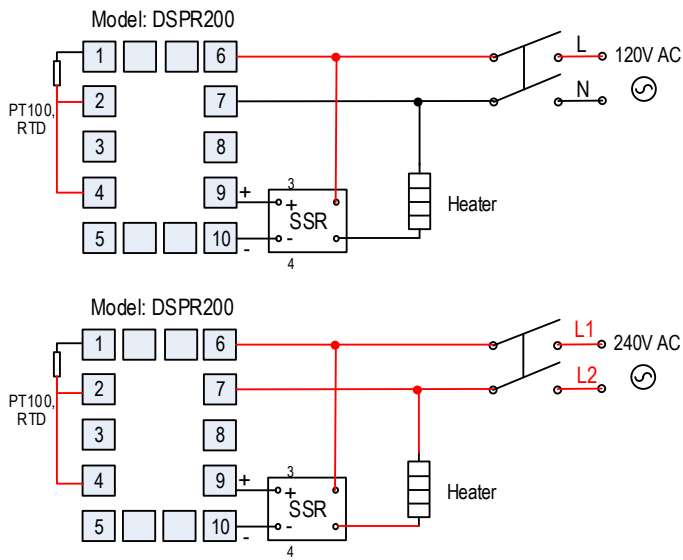 Model: DSPR200
1 6 L 120V AC
2 7 N
PT100,
RTD
3 8
4 9 + 3
+ SSR Heater
5 10 - -
4
Model: DSPR200
1 6 L1 240V AC
2 7 L2
PT100,
RTD
3 8
4 9 + 3
+ SSR Heater
5 10 - -
4